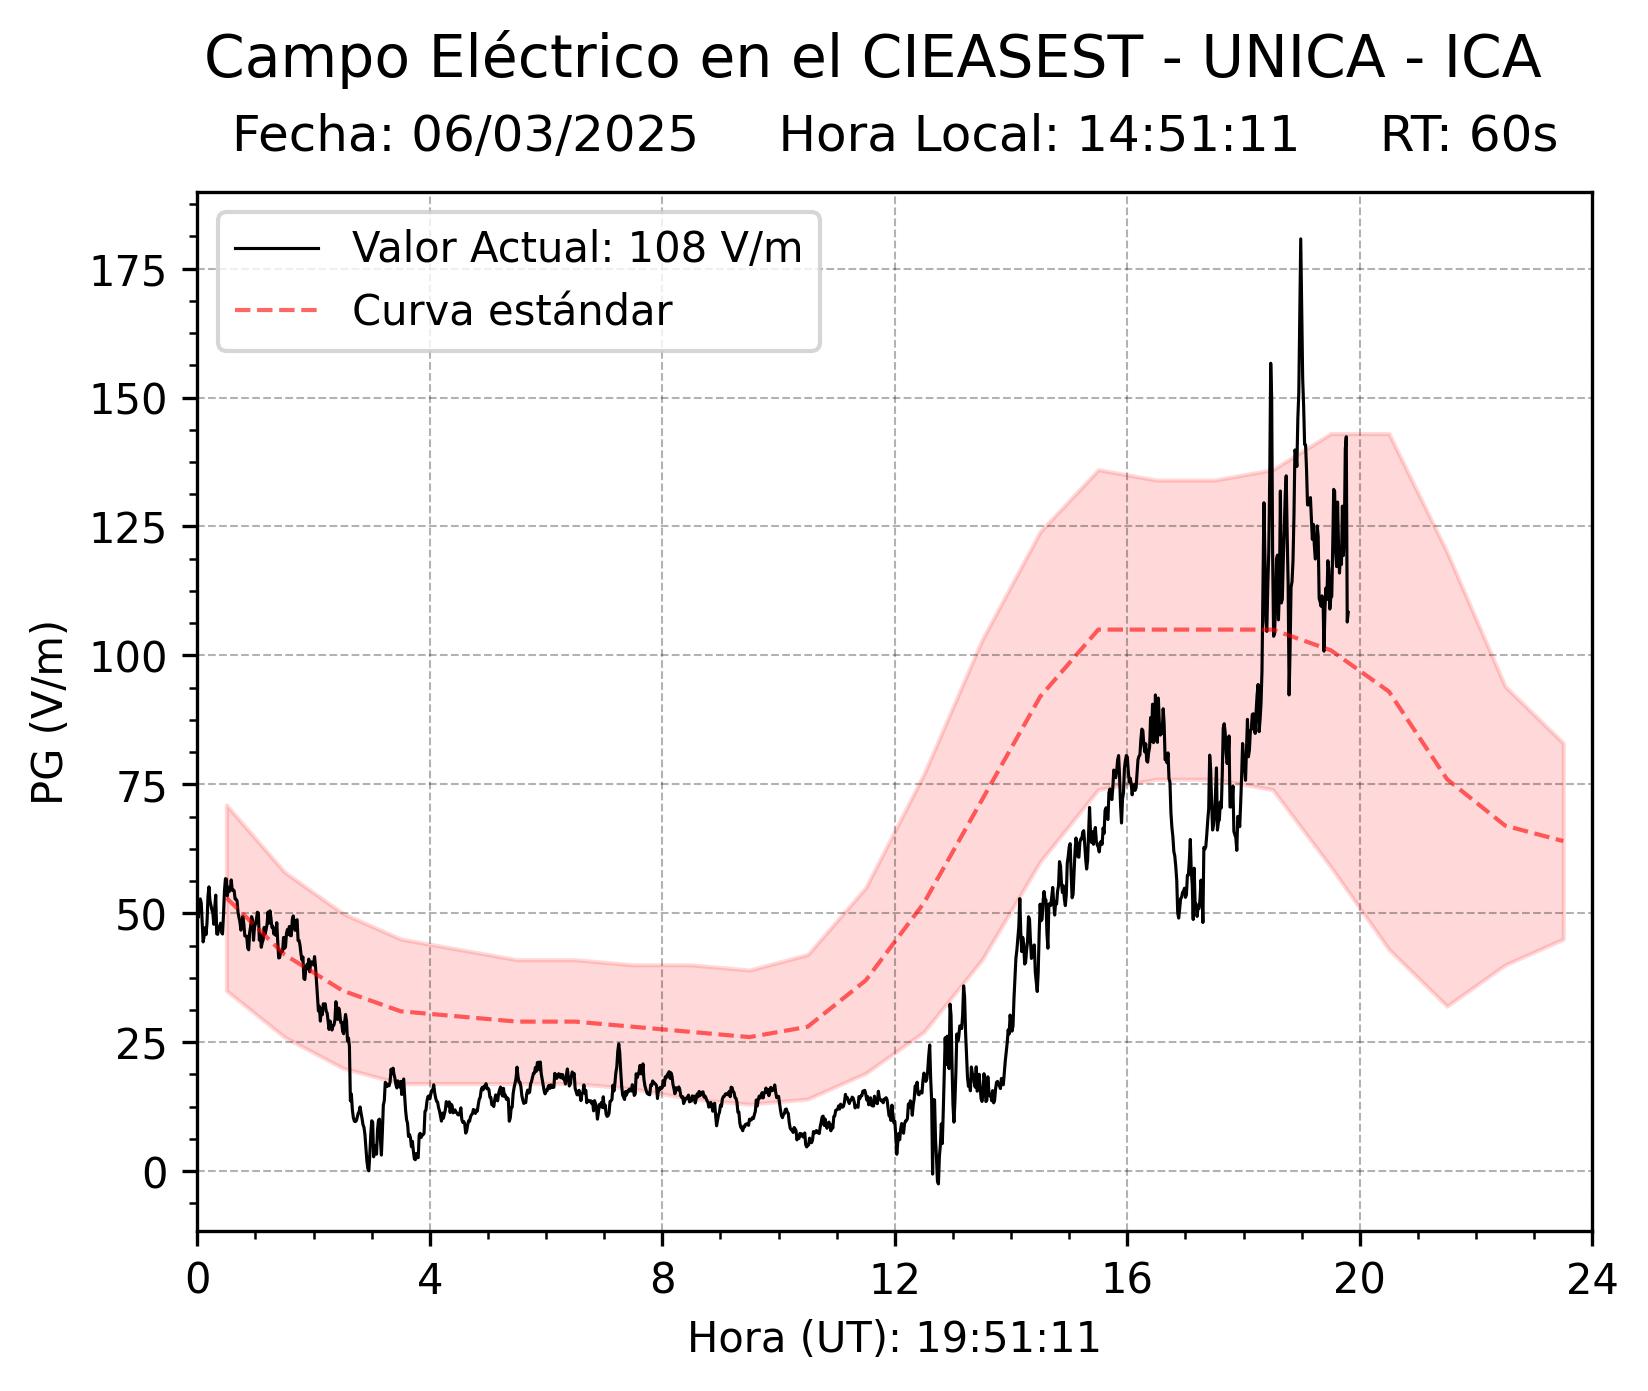 Campo Eléctrico en el CIEASEST - UNICA - ICA
Fecha: 06/03/2025 Hora Local: 14:51:11 RT: 60s
Valor Actual: 108 V/m
Curva estándar
PG (V/m)
175
150
125
100
75
50
25
0
0 4 8 12 16 20 24
Hora (UT): 19:51:11